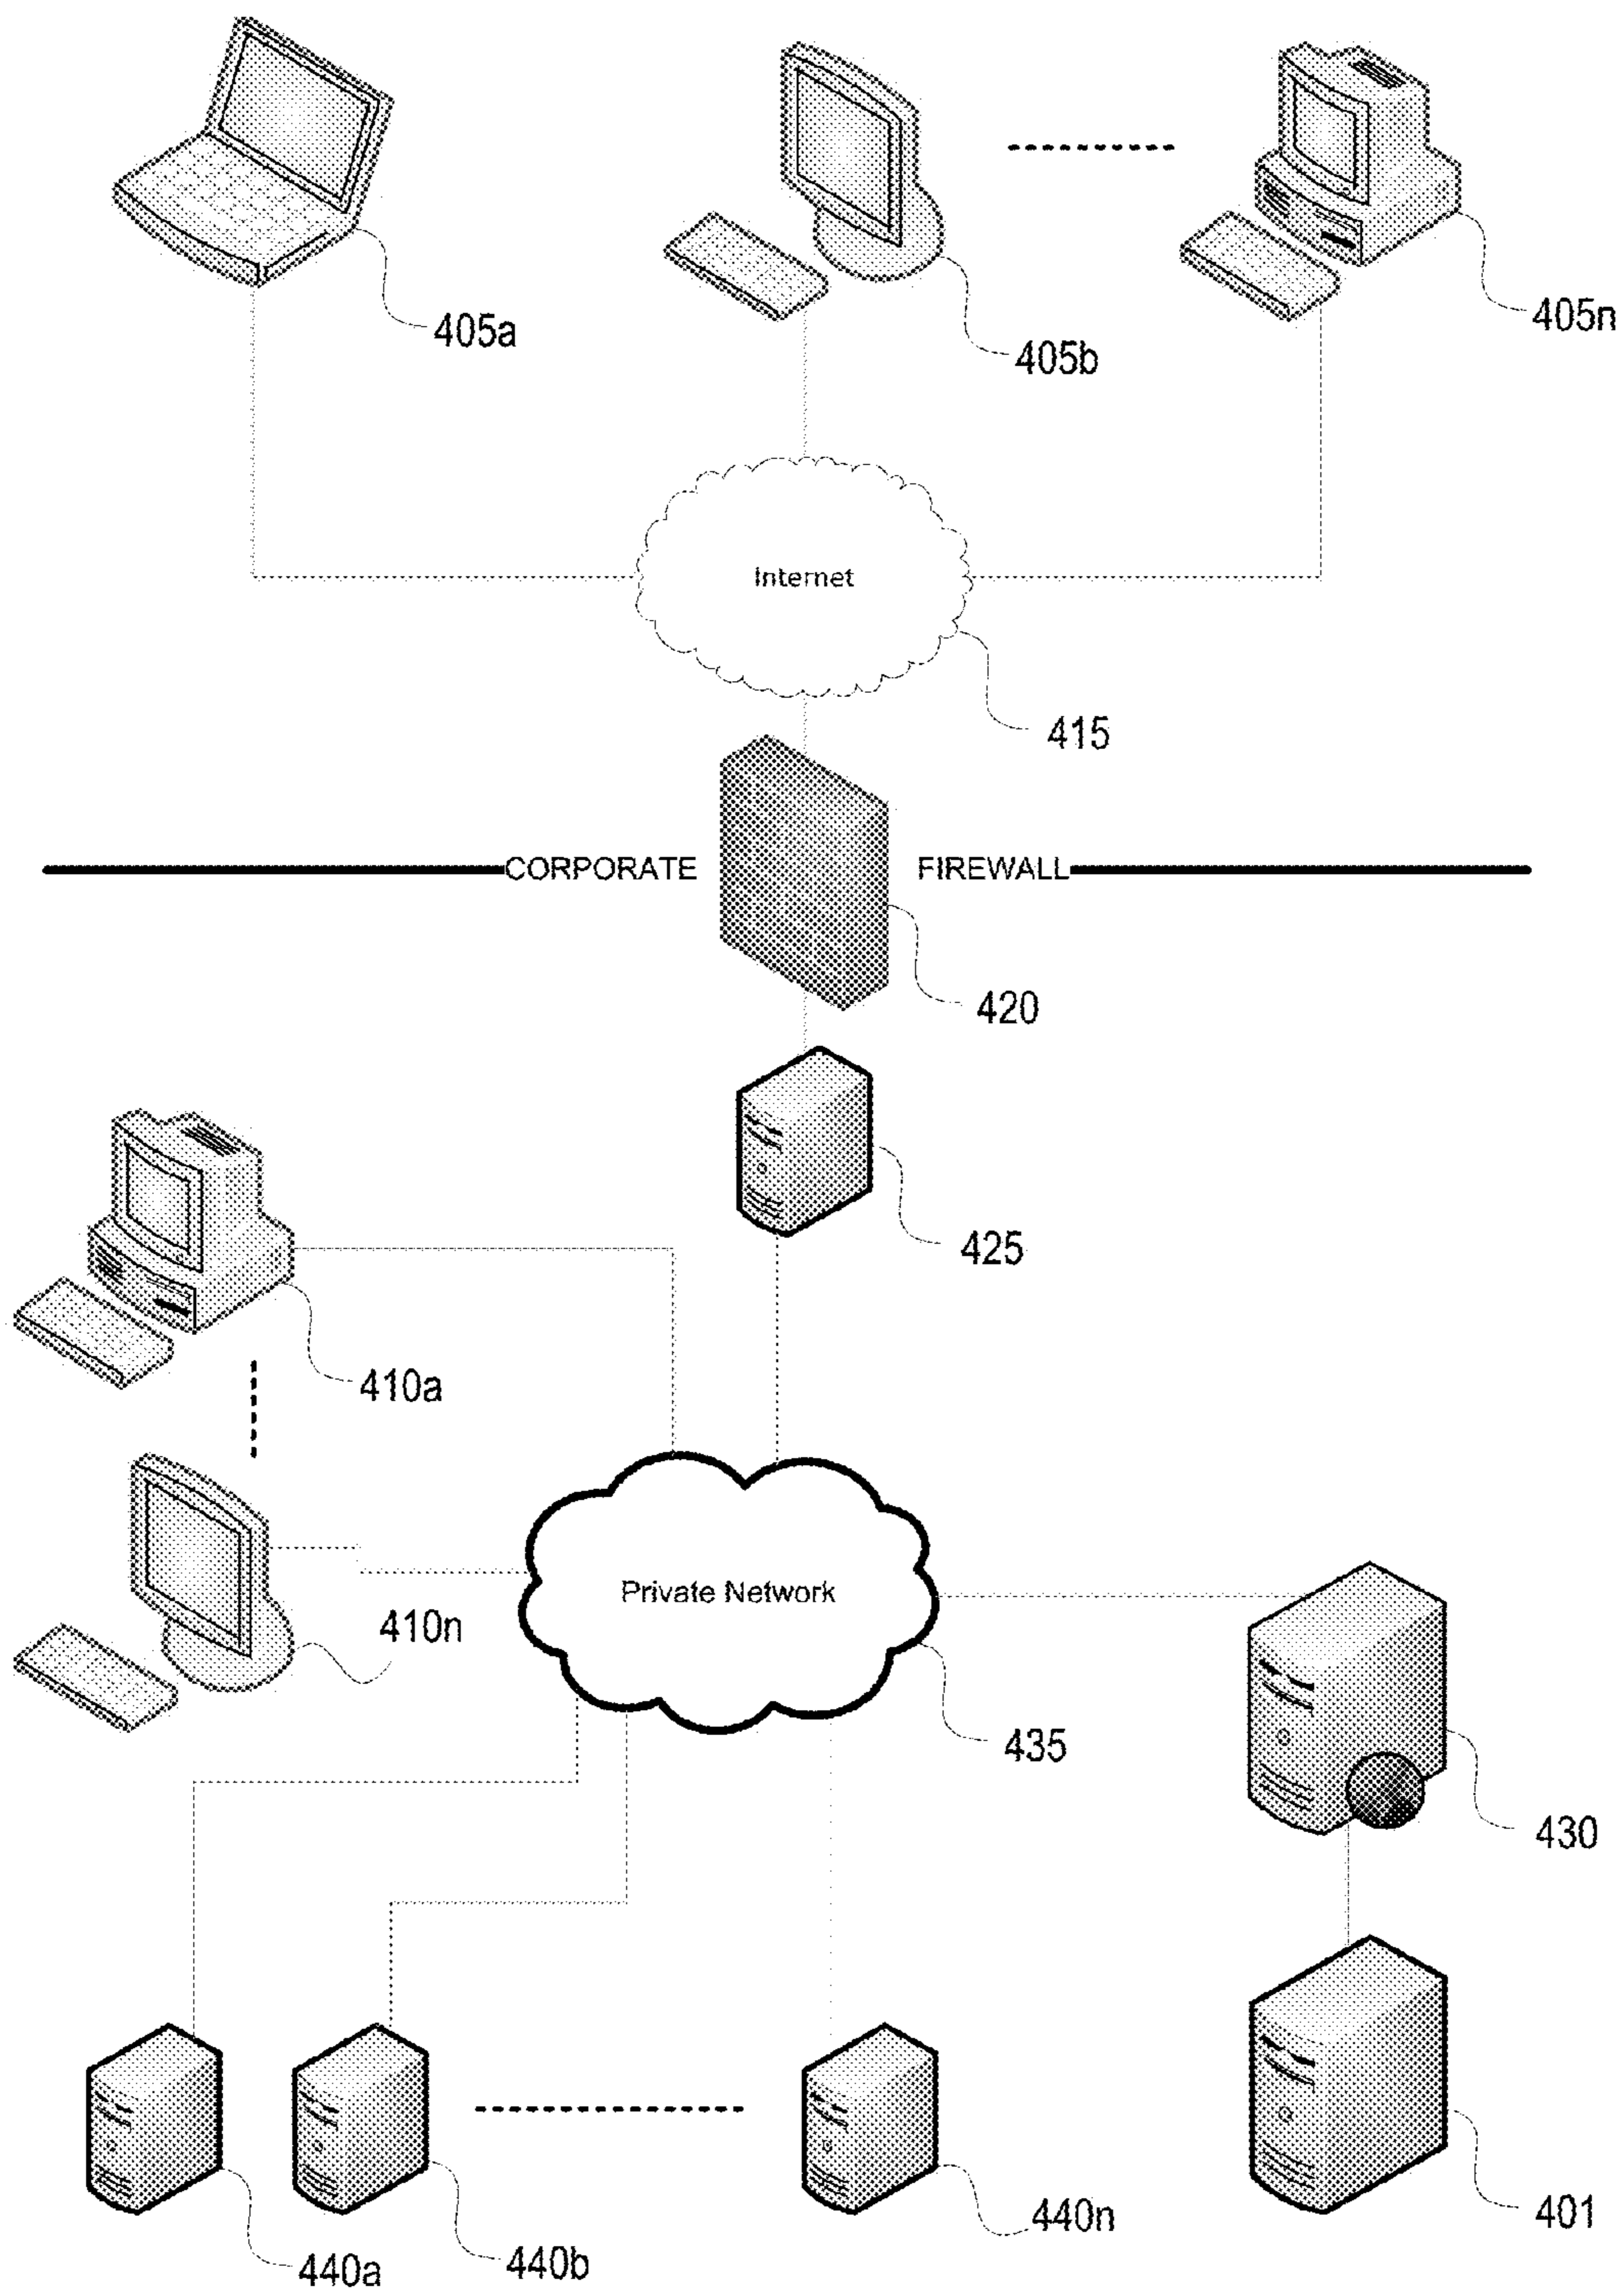 405a
405b
405n
Internet
415
CORPORATE FIREWALL
420
425
410a
410n
Private Network
435
430
401
440n
440b
440a